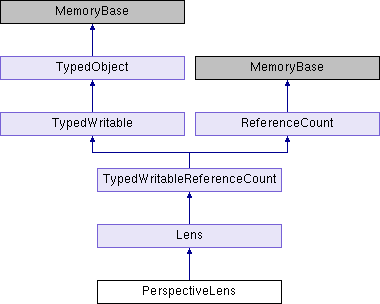 MemoryBase
TypedObject
MemoryBase
TypedWritable
ReferenceCount
TypedWritableReferenceCount
Lens
PerspectiveLens